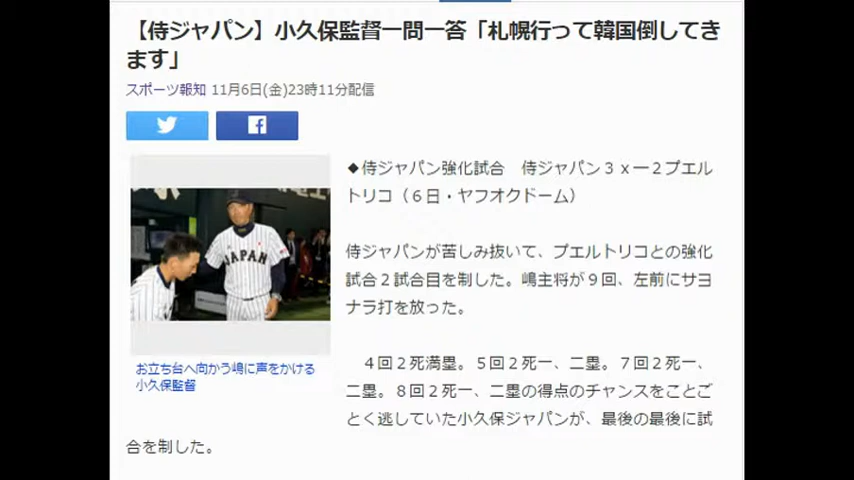 【侍ジャパン】小久保監督一問一答「札幌行って韓国倒してき
ます」
スポーツ報知 11月6日(金)23時11分配信
◆侍ジャパン強化試合　侍ジャパン３ｘ―２プエル
トリコ（６日・ヤフオクドーム）
侍ジャパンが苦しみ抜いて、プエルトリコとの強化
試合２試合目を制した。嶋主将が９回、左前にサヨ
ナラ打を放った。
４回２死満塁。５回２死一、二塁。７回２死一、
二塁。８回２死一、二塁の得点のチャンスをことご
とく逃していた小久保ジャパンが、最後の最後に試
合を制した。
JAPAN
お立ち台へ向かう嶋に声をかける
小久保監督